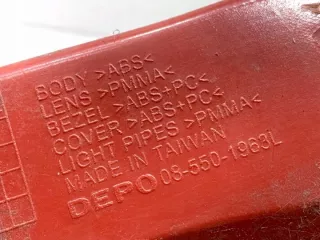 BODY >ABS<
LENS >PMMA<
BEZEL >ABS+PC<
COVER >ABS+PC<
LIGHT PIPES >PMMA<
MADE IN TAIWAN
DEPO 08-550-1963L